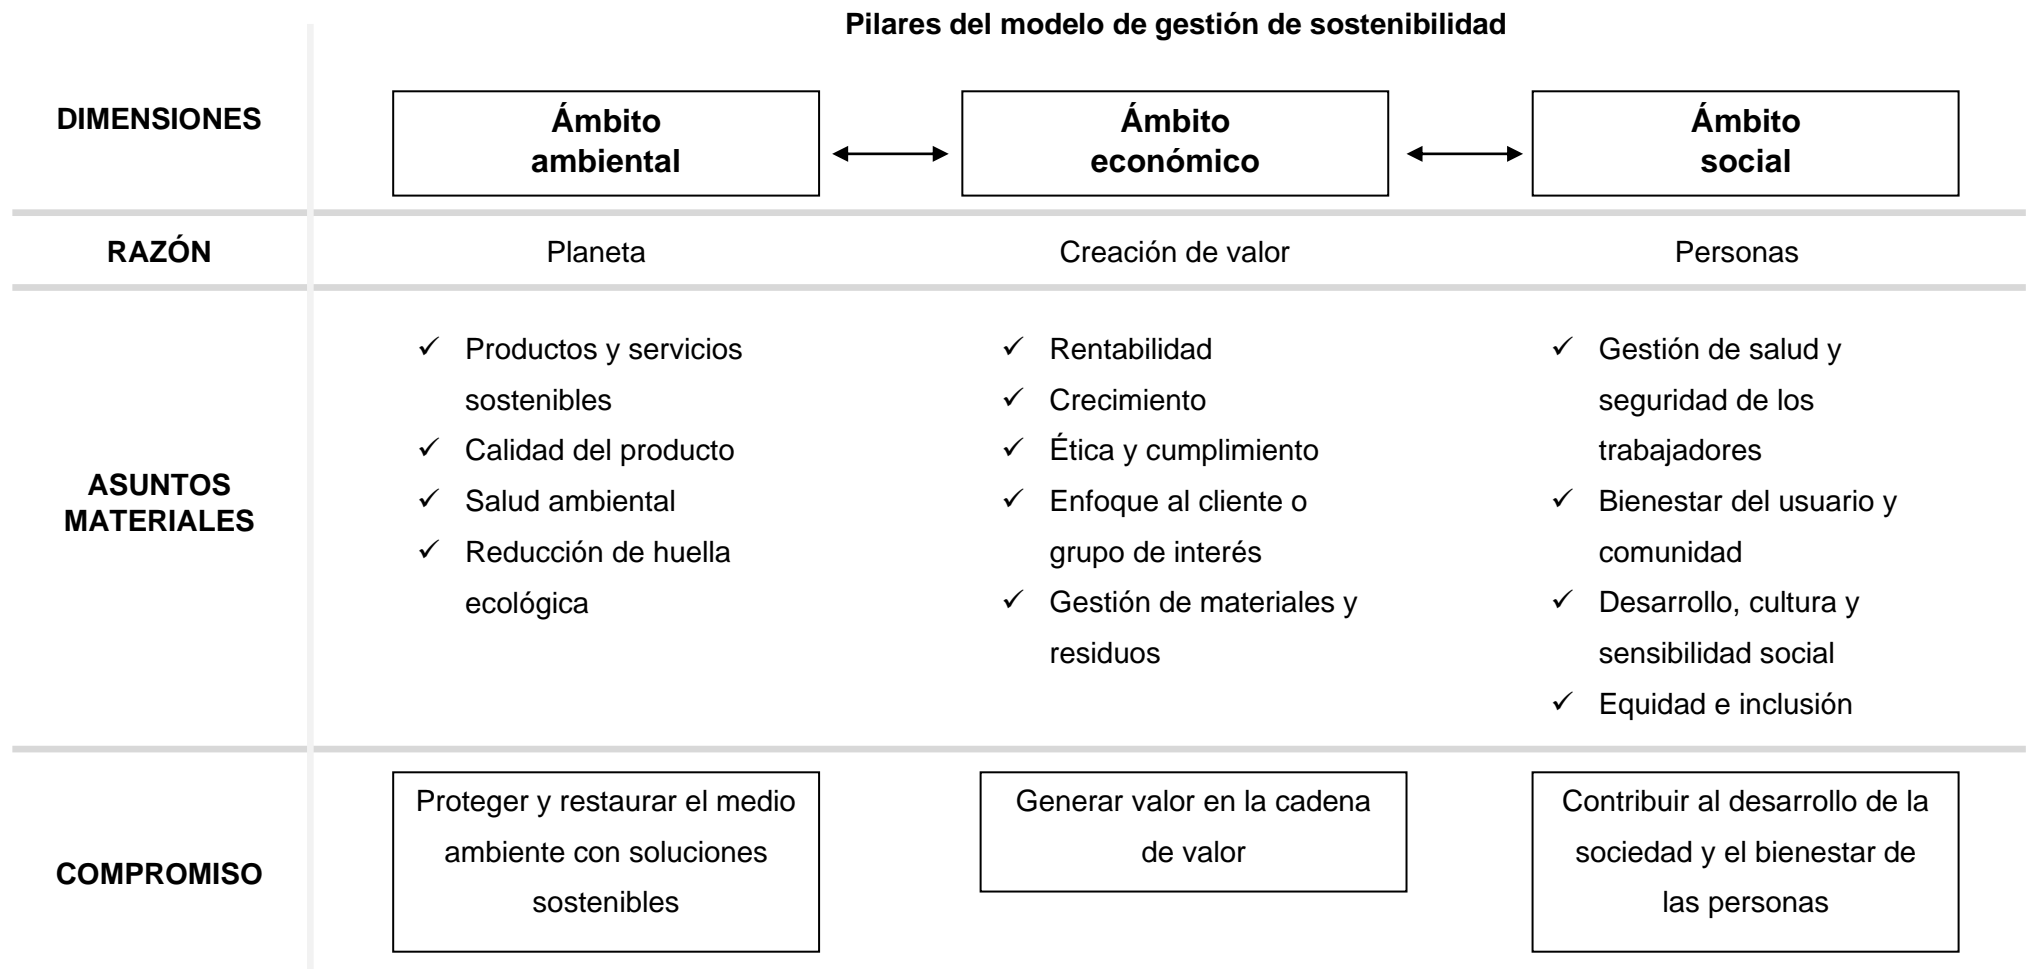 Pilares del modelo de gestión de sostenibilidad
DIMENSIONES
Ámbito
ambiental
Ámbito
económico
Ámbito
social
RAZÓN
Planeta
Creación de valor
Personas
ASUNTOS
MATERIALES
✓ Productos y servicios
sostenibles
✓ Calidad del producto
✓ Salud ambiental
✓ Reducción de huella
ecológica
✓ Rentabilidad
✓ Crecimiento
✓ Ética y cumplimiento
✓ Enfoque al cliente o
grupo de interés
✓ Gestión de materiales y
residuos
✓ Gestión de salud y
seguridad de los
trabajadores
✓ Bienestar del usuario y
comunidad
✓ Desarrollo, cultura y
sensibilidad social
✓ Equidad e inclusión
COMPROMISO
Proteger y restaurar el medio
ambiente con soluciones
sostenibles
Generar valor en la cadena
de valor
Contribuir al desarrollo de la
sociedad y el bienestar de
las personas